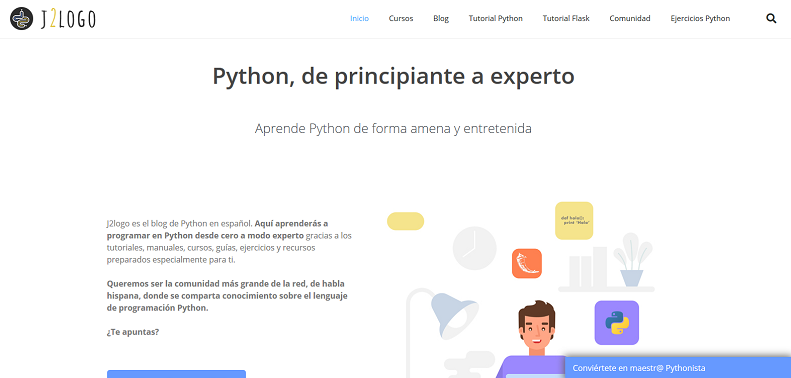 J2LOGO
Inicio
Cursos
Blog
Tutorial Python
Tutorial Flask
Comunidad
Ejercicios Python
Python, de principiante a experto
Aprende Python de forma amena y entretenida
J2logo es el blog de Python en español. Aquí aprenderás a
programar en Python desde cero a modo experto gracias a los
tutoriales, manuales, cursos, guías, ejercicios y recursos
preparados especialmente para ti.
Queremos ser la comunidad más grande de la red, de habla
hispana, donde se comparta conocimiento sobre el lenguaje
de programación Python.
¿Te apuntas?
def hola():
print "Hola"
Conviértete en maestr@ Pythonista